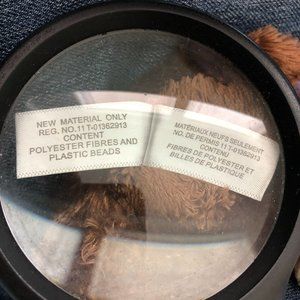 NEW MATERIAL ONLY
REG. NO. 11T-01362913
CONTENT
POLYESTER FIBRES AND
PLASTIC BEADS
MATÉRIAUX NEUFS SEULEMENT
NO. DE PERMIS 11T-01362913
CONTENU
FIBRES DE POLYESTER ET
BILLES DE PLASTIQUE